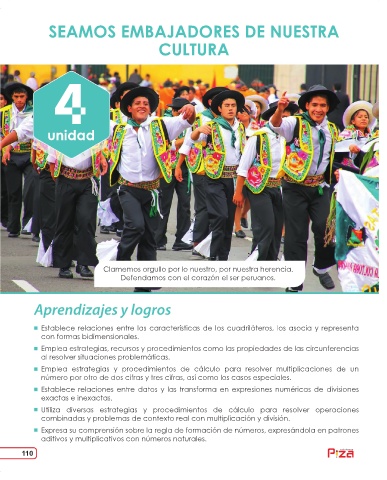 SEAMOS EMBAJADORES DE NUESTRA
CULTURA
4
unidad
Clamemos orgullo por lo nuestro, por nuestra herencia.
Defendamos con el corazón el ser peruanos.
Aprendizajes y logros
Establece relaciones entre las características de los cuadriláteros, los asocia y representa
con formas bidimensionales.
Emplea estrategias, recursos y procedimientos como las propiedades de las circunferencias
al resolver situaciones problemáticas.
Emplea estrategias y procedimientos de cálculo para resolver multiplicaciones de un
número por otro de dos cifras y tres cifras, así como los casos especiales.
Establece relaciones entre datos y las transforma en expresiones numéricas de divisiones
exactas e inexactas.
Utiliza diversas estrategias y procedimientos de cálculo para resolver operaciones
combinadas y problemas de contexto real con multiplicación y división.
Expresa su comprensión sobre la regla de formación de números, expresándola en patrones
aditivos y multiplicativos con números naturales.
110
Piza